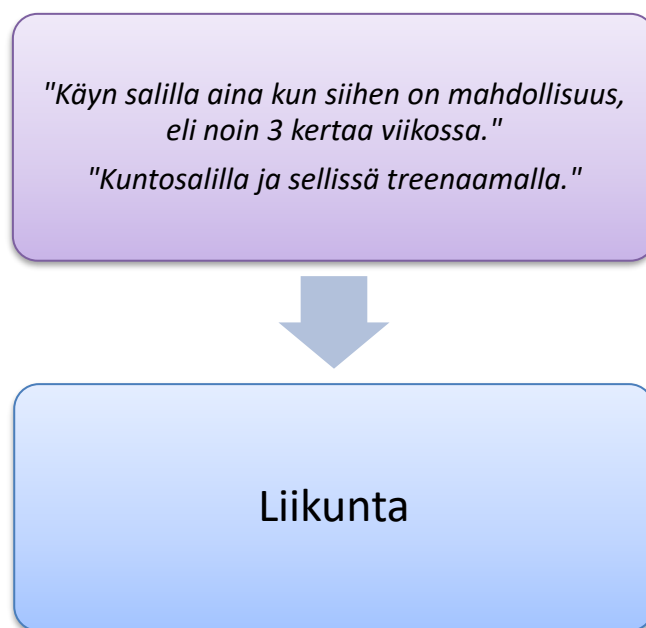 "Käyn salilla aina kun siihen on mahdollisuus,
eli noin 3 kertaa viikossa."
"Kuntosalilla ja sellissä treenaamalla."
Liikunta